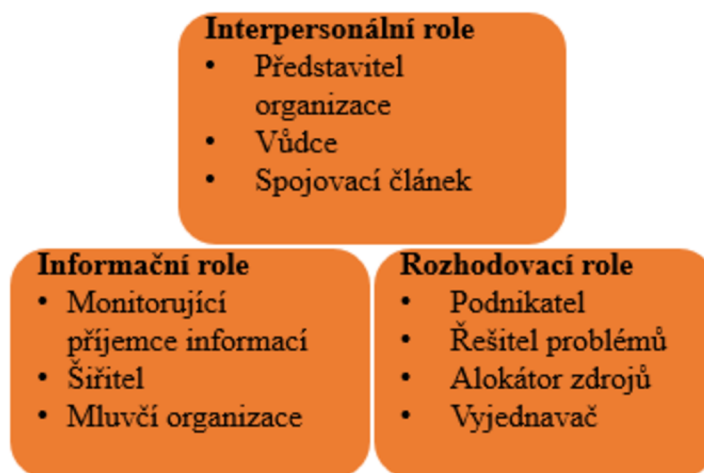 Interpersonální role
• Představitel
organizace
• Vůdce
• Spojovací článek
Informační role
• Monitorující
příjemce informací
• Šiřitel
• Mluvčí organizace
Rozhodovací role
• Podnikatel
• Řešitel problémů
• Alokátor zdrojů
• Vyjednavač